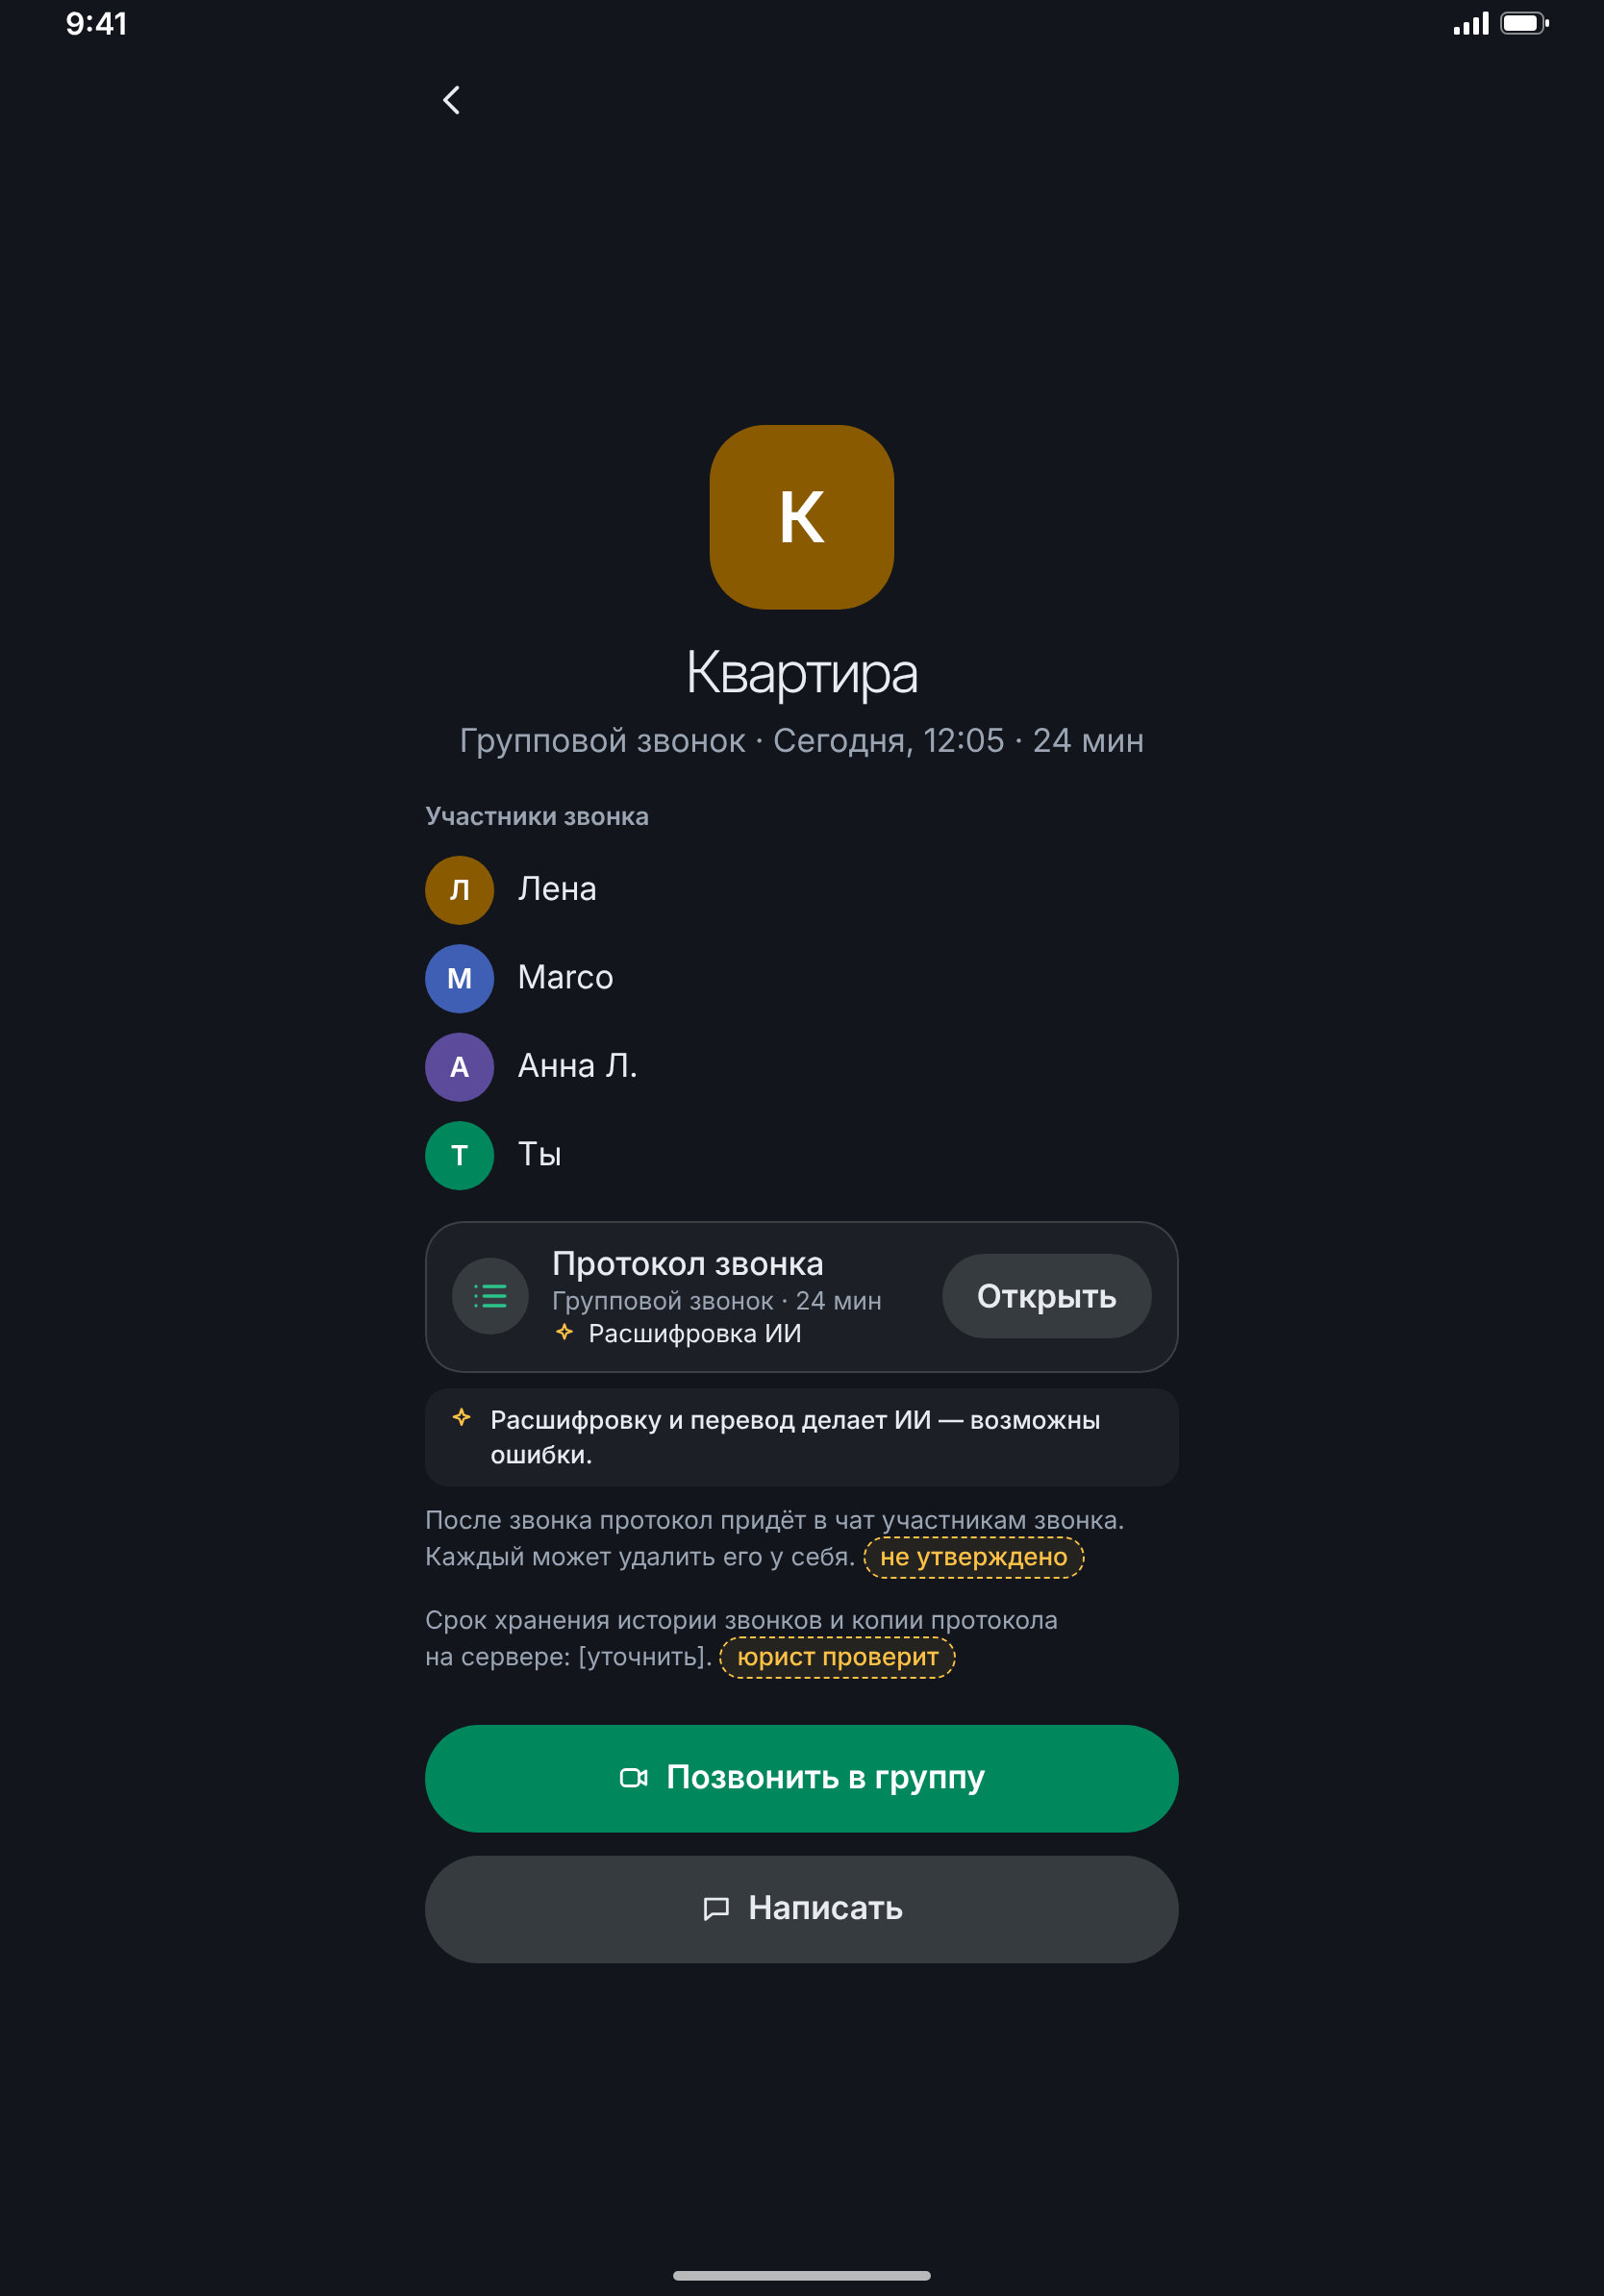 9:41
К
Квартира
Групповой звонок · Сегодня, 12:05 · 24 мин
Участники звонка
Л Лена
M Marco
А Анна Л.
Т Ты
Протокол звонка
Групповой звонок · 24 мин
Расшифровка ИИ
Открыть
Расшифровку и перевод делает ИИ — возможны
ошибки.
После звонка протокол придёт в чат участникам звонка.
Каждый может удалить его у себя. не утверждено
Срок хранения истории звонков и копии протокола
на сервере: [уточнить]. юрист проверит
Позвонить в группу
Написать